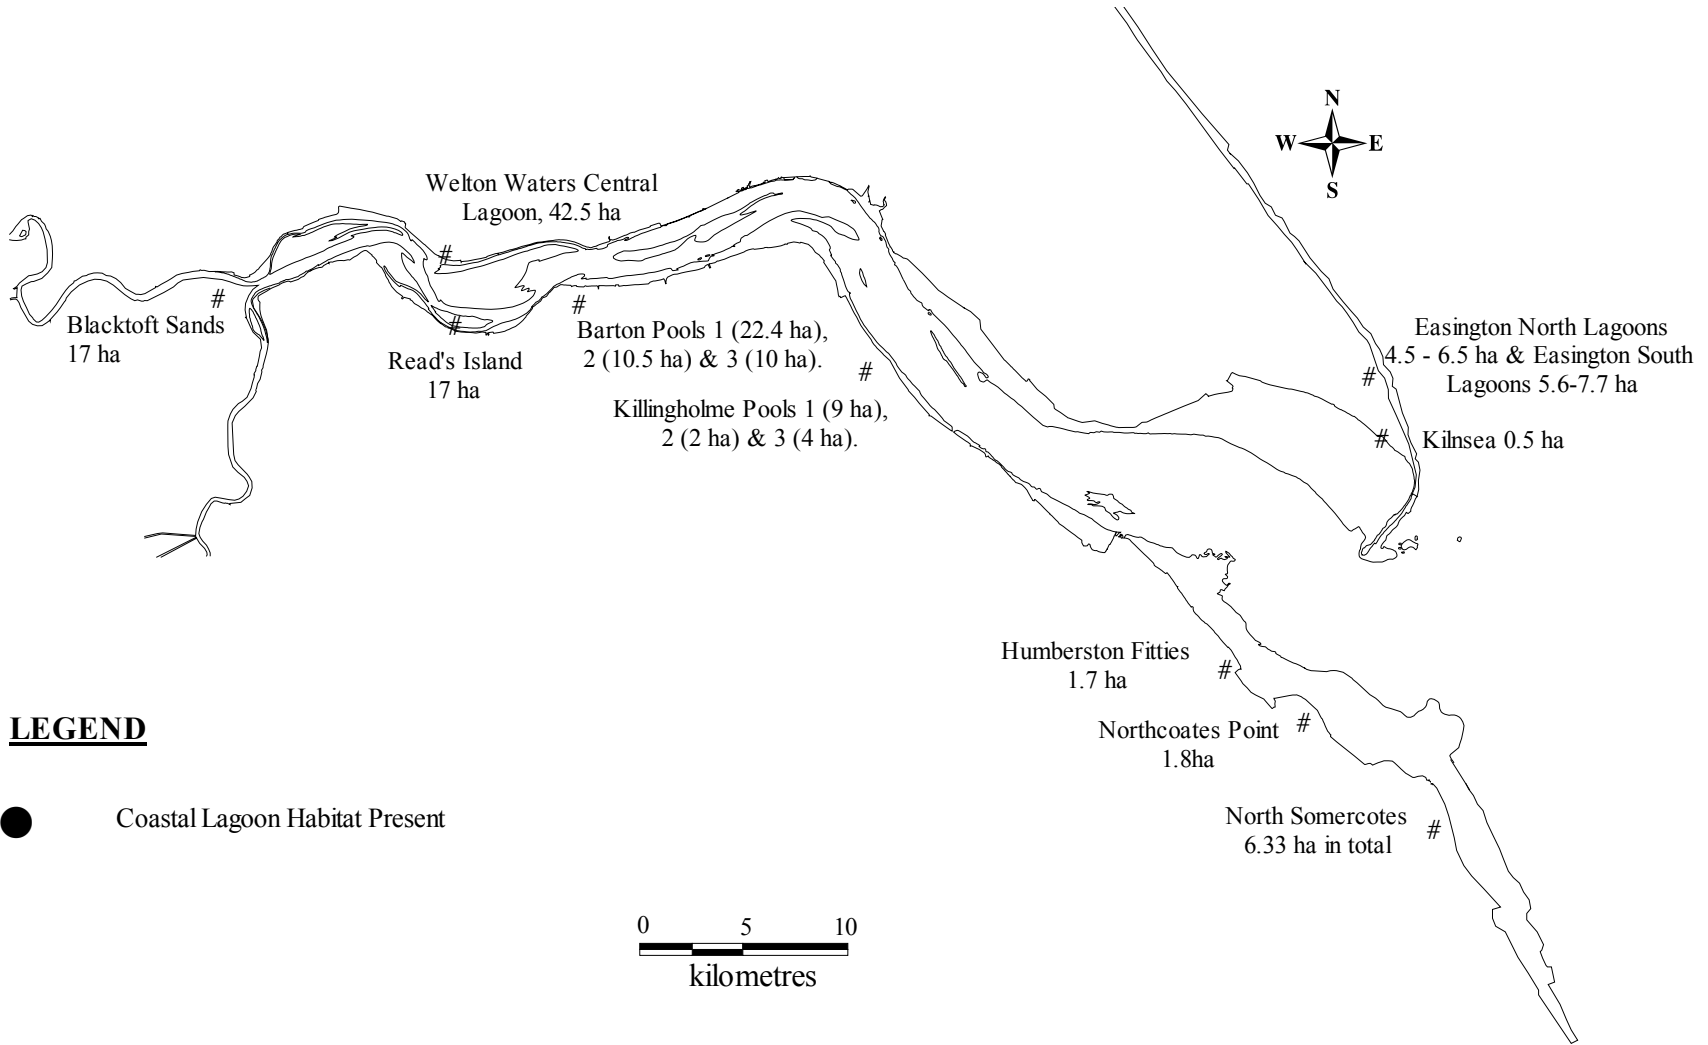 N
W E
S
Welton Waters Central
Lagoon, 42.5 ha
#
#
Blacktoft Sands
17 ha
#
Read's Island
17 ha
#
Barton Pools 1 (22.4 ha),
2 (10.5 ha) & 3 (10 ha).
#
Killingholme Pools 1 (9 ha),
2 (2 ha) & 3 (4 ha).
Easington North Lagoons
4.5 - 6.5 ha & Easington South
Lagoons 5.6-7.7 ha
#
# Kilnsea 0.5 ha
Humberston Fitties
1.7 ha
#
Northcoates Point
1.8ha
#
North Somercotes
6.33 ha in total
#
LEGEND
Coastal Lagoon Habitat Present
0 5 10
kilometres